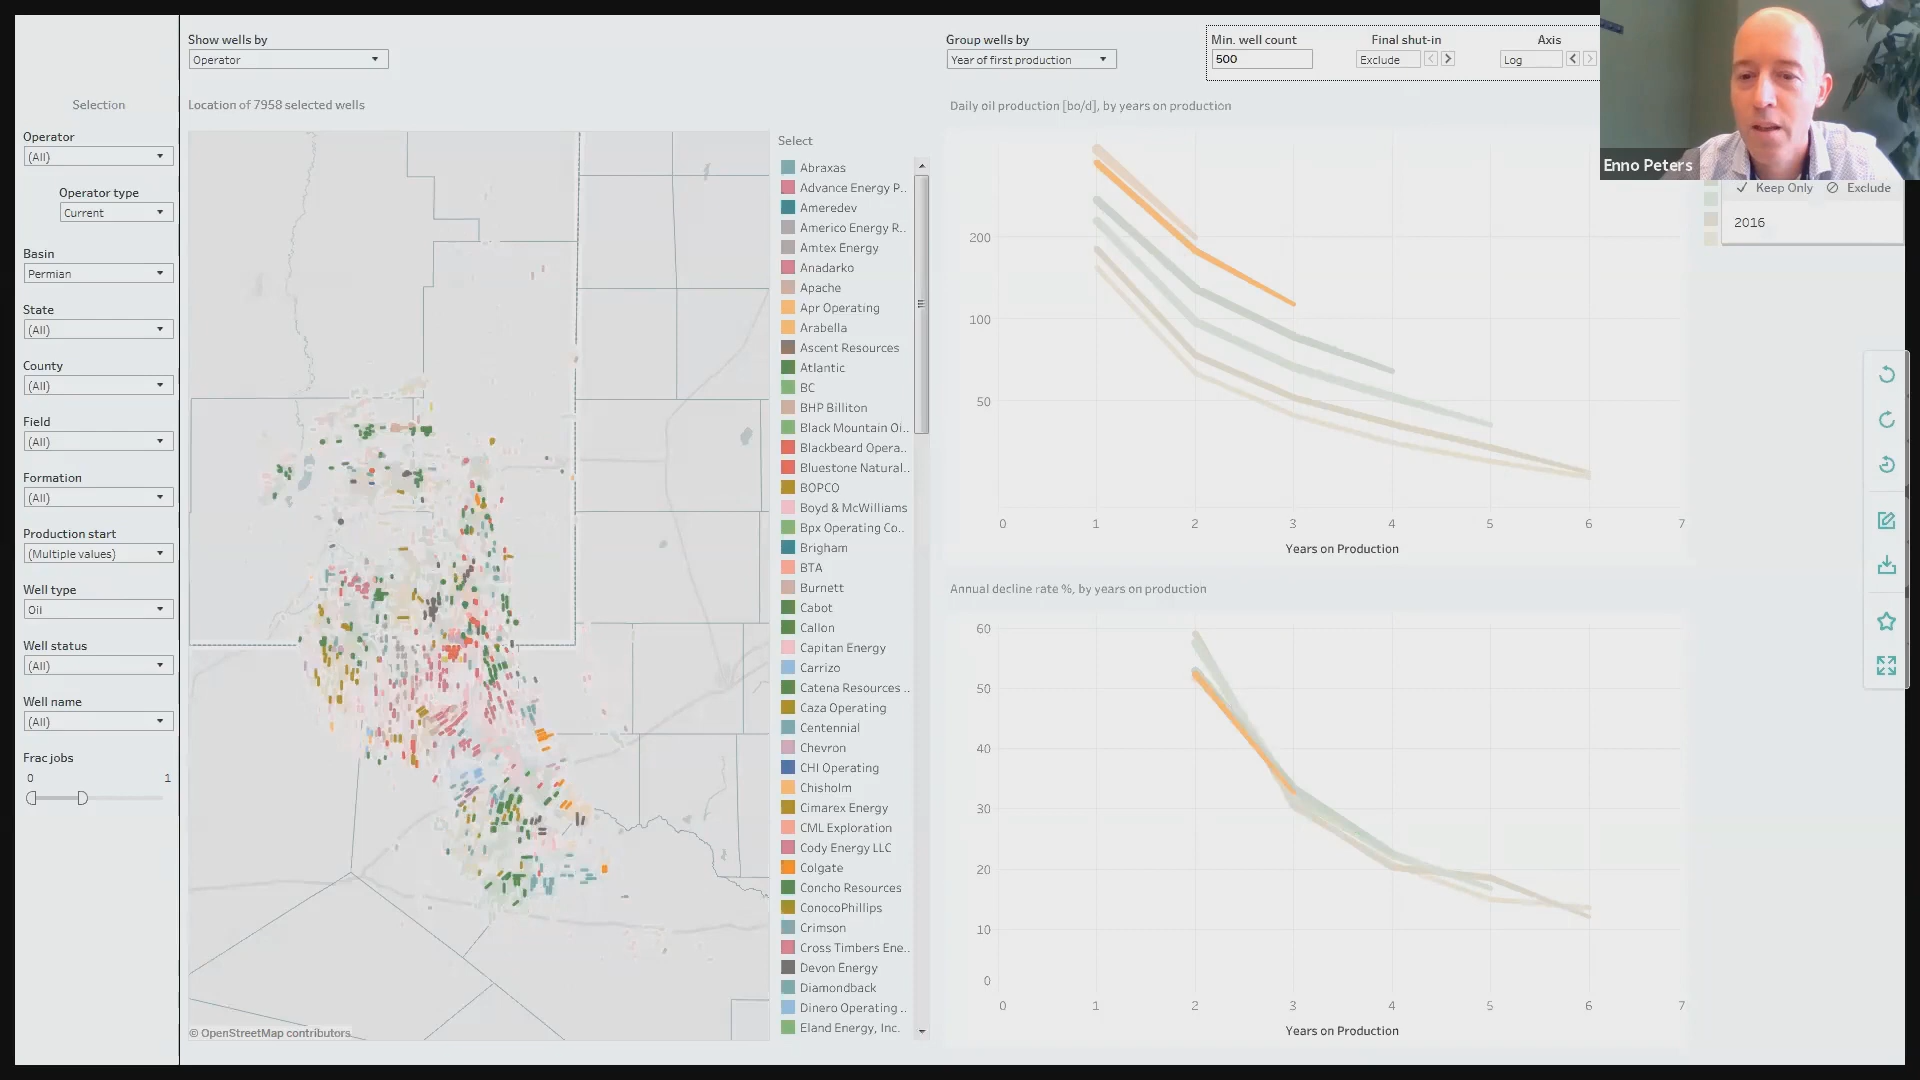 Show wells by
Operator
Group wells by
Year of first production
Min. well count
500
Final shut-in
Exclude
Axis
Log
Enno Peters
Selection
Operator
(All)
Operator type
Current
Basin
Permian
State
(All)
County
(All)
Field
(All)
Formation
(All)
Production start
(Multiple values)
Well type
Oil
Well status
(All)
Well name
(All)
Frac jobs
0 1
Location of 7958 selected wells
© OpenStreetMap contributors
Select
Abraxas
Advance Energy P..
Ameredev
Americo Energy R..
Amtex Energy
Anadarko
Apache
Apr Operating
Arabella
Ascent Resources
Atlantic
BC
BHP Billiton
Black Mountain Oi..
Blackbeard Opera..
Bluestone Natural..
BOPCO
Boyd & McWilliams
Bpx Operating Co..
Brigham
BTA
Burnett
Cabot
Callon
Capitan Energy
Carrizo
Catena Resources ..
Caza Operating
Centennial
Chevron
CHI Operating
Chisholm
Cimarex Energy
CML Exploration
Cody Energy LLC
Colgate
Concho Resources
ConocoPhillips
Crimson
Cross Timbers Ene..
Devon Energy
Diamondback
Dinero Operating ..
Eland Energy, Inc.
Daily oil production [bo/d], by years on production
200
100
50
0 1 2 3 4 5 6 7
Years on Production
Keep Only Exclude
2016
Annual decline rate %, by years on production
60
50
40
30
20
10
0
0 1 2 3 4 5 6 7
Years on Production